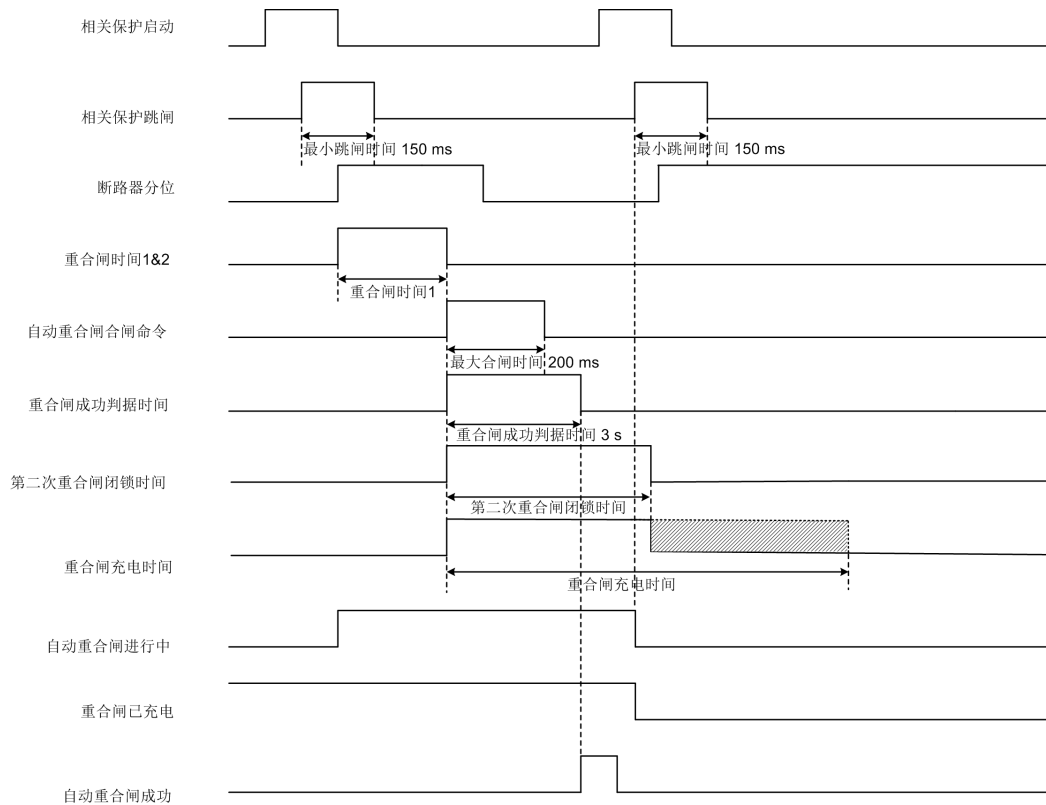 相关保护启动
相关保护跳闸
最小跳闸时间 150 ms
最小跳闸时间 150 ms
断路器分位
重合闸时间1&2
重合闸时间1
自动重合闸合闸命令
最大合闸时间 200 ms
重合闸成功判据时间
重合闸成功判据时间 3 s
第二次重合闸闭锁时间
第二次重合闸闭锁时间
重合闸充电时间
重合闸充电时间
自动重合闸进行中
重合闸已充电
自动重合闸成功